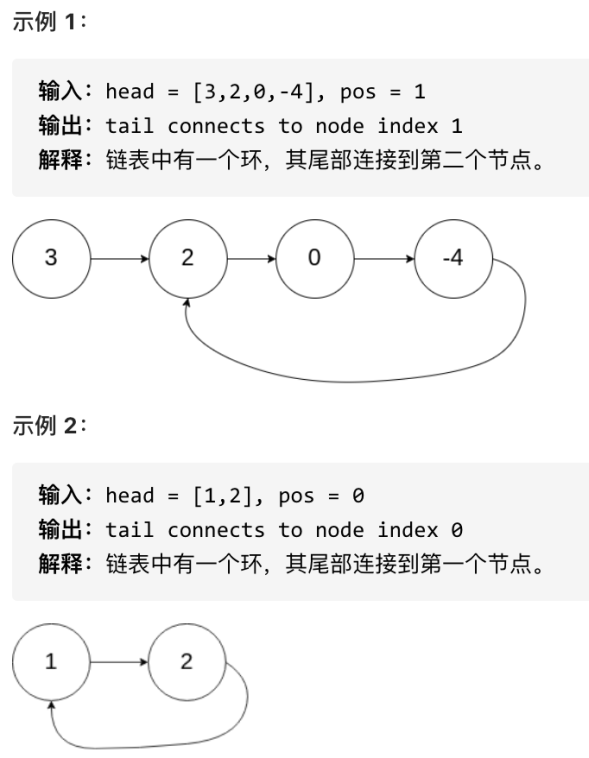 示例 1：
输入：head = [3,2,0,-4], pos = 1
输出：tail connects to node index 1
解释：链表中有一个环，其尾部连接到第二个节点。
3 2 0 -4
示例 2：
输入：head = [1,2], pos = 0
输出：tail connects to node index 0
解释：链表中有一个环，其尾部连接到第一个节点。
1 2